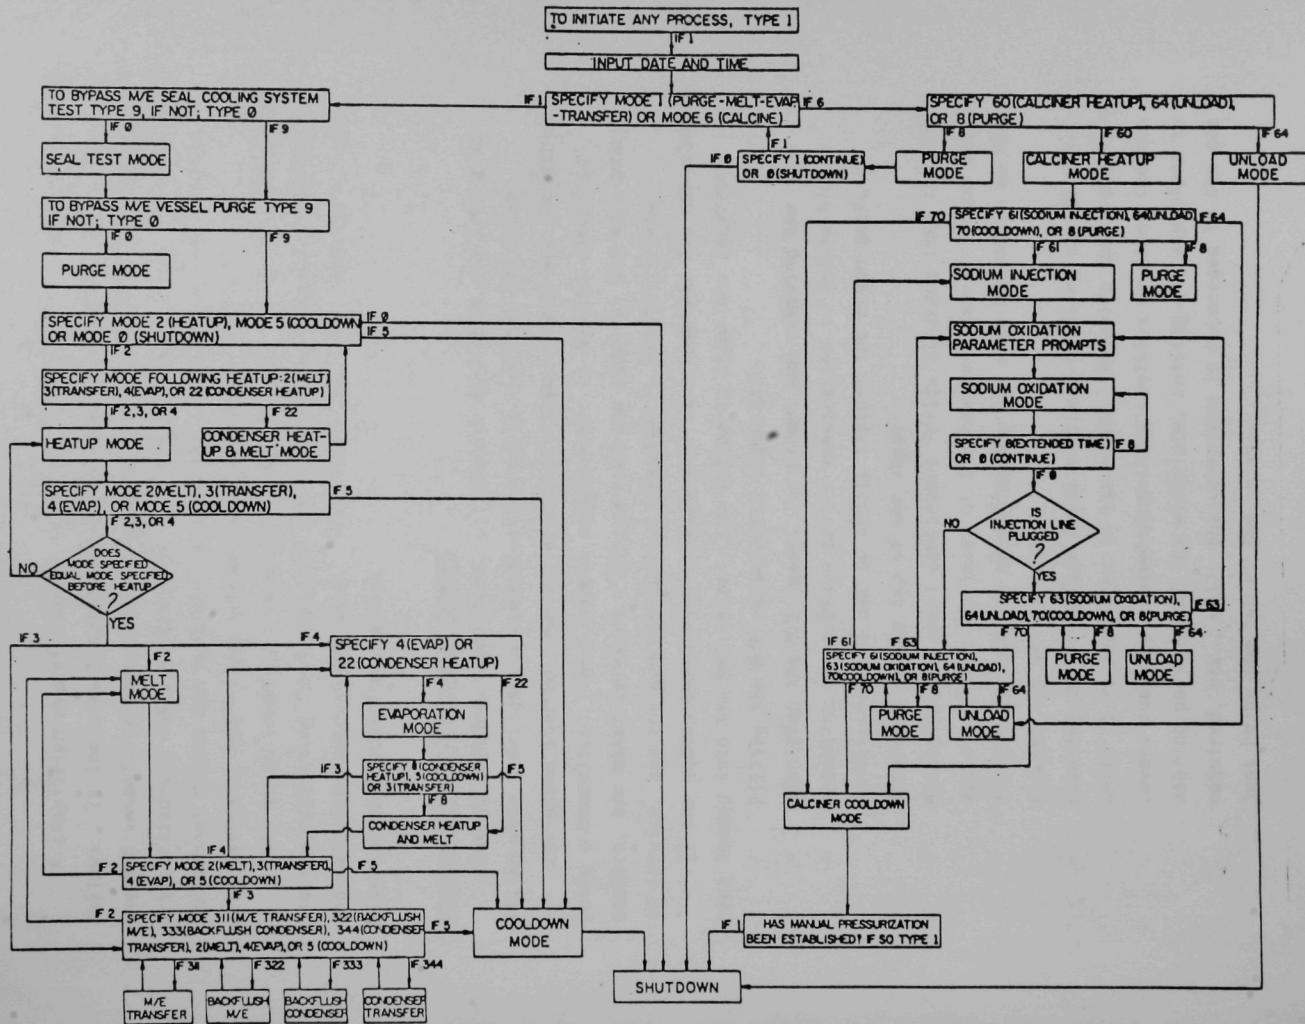 TO INITIATE ANY PROCESS, TYPE 1
IF 1
INPUT DATE AND TIME
SPECIFY MODE 1 (PURGE-MELT-EVAP
-TRANSFER) OR MODE 6 (CALCINE)
IF 1
IF 6
IF 1
TO BYPASS M/E SEAL COOLING SYSTEM
TEST TYPE 9, IF NOT; TYPE 0
IF 0
IF 9
SEAL TEST MODE
TO BYPASS M/E VESSEL PURGE TYPE 9
IF NOT; TYPE 0
IF 0
IF 9
PURGE MODE
SPECIFY MODE 2 (HEATUP), MODE 5 (COOLDOWN
OR MODE 0 (SHUTDOWN)
IF 0
IF 5
IF 2
SPECIFY MODE FOLLOWING HEATUP: 2(MELT)
3(TRANSFER), 4(EVAP), OR 22 (CONDENSER HEATUP)
IF 2,3, OR 4
IF 22
HEATUP MODE
CONDENSER HEAT-
UP & MELT MODE
SPECIFY MODE 2(MELT), 3(TRANSFER),
4(EVAP), OR MODE 5 (COOLDOWN)
IF 5
IF 2,3, OR 4
DOES
MODE SPECIFIED
EQUAL MODE SPECIFIED
BEFORE HEATUP
?
NO
YES
IF 3
IF 4
IF 2
MELT
MODE
SPECIFY 4 (EVAP) OR
22 (CONDENSER HEATUP)
IF 4
IF 22
EVAPORATION
MODE
SPECIFY 8 (CONDENSER
HEATUP), 5 (COOLDOWN)
OR 3 (TRANSFER)
IF 3
IF 5
IF 8
CONDENSER HEATUP
AND MELT
IF 4
SPECIFY MODE 2(MELT), 3(TRANSFER),
4(EVAP), OR 5(COOLDOWN)
IF 2
IF 5
IF 3
SPECIFY MODE 311 (M/E TRANSFER), 322(BACKFLUSH
M/E), 333(BACKFLUSH CONDENSER), 344(CONDENSER
TRANSFER), 2(MELT), 4(EVAP), OR 5 (COOLDOWN)
IF 2
IF 5
IF 311
IF 322
IF 333
IF 344
M/E
TRANSFER
BACKFLUSH
M/E
BACKFLUSH
CONDENSER
CONDENSER
TRANSFER
COOLDOWN
MODE
SPECIFY 1 (CONTINUE)
OR 0 (SHUTDOWN)
IF 0
SPECIFY 60 (CALCINER HEATUP), 64 (UNLOAD),
OR 8 (PURGE)
IF 8
IF 60
IF 64
PURGE
MODE
CALCINER HEATUP
MODE
UNLOAD
MODE
SPECIFY 61 (SODIUM INJECTION), 64(UNLOAD)
70(COOLDOWN), OR 8 (PURGE)
IF 70
IF 64
IF 61
IF 8
SODIUM INJECTION
MODE
PURGE
MODE
SODIUM OXIDATION
PARAMETER PROMPTS
SODIUM OXIDATION
MODE
SPECIFY 8(EXTENDED TIME)
OR 0 (CONTINUE)
IF 8
IF 0
IS
INJECTION LINE
PLUGGED
?
NO
YES
SPECIFY 63 (SODIUM OXIDATION),
64 (UNLOAD), 70(COOLDOWN), OR 8(PURGE)
IF 63
IF 70
IF 8
IF 64
PURGE
MODE
UNLOAD
MODE
IF 61
IF 63
SPECIFY 61 (SODIUM INJECTION),
63 (SODIUM OXIDATION), 64(UNLOAD),
70(COOLDOWN), OR 8(PURGE)
IF 70
IF 8
IF 64
PURGE
MODE
UNLOAD
MODE
CALCINER COOLDOWN
MODE
HAS MANUAL PRESSURIZATION
BEEN ESTABLISHED? IF SO TYPE 1
IF 1
SHUTDOWN